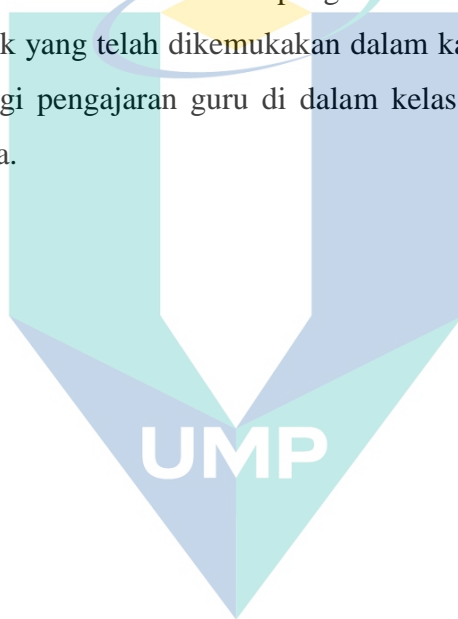 k yang telah dikemukakan dalam ka
gi pengajaran guru di dalam kelas
a.
UMP